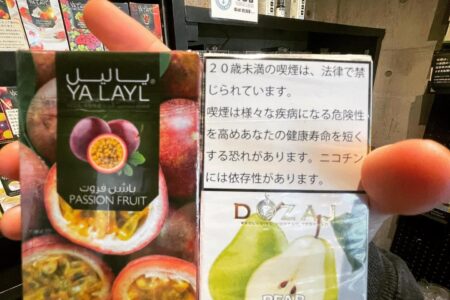 ياليل
YA LAYL
باشن فروت
PASSION FRUIT
20歳未満の喫煙は、法律で禁
じられています。
喫煙は様々な疾病になる危険性
を高めあなたの健康寿命を短く
する恐れがあります。ニコチン
には依存性があります。
DOZAJ
PEAR